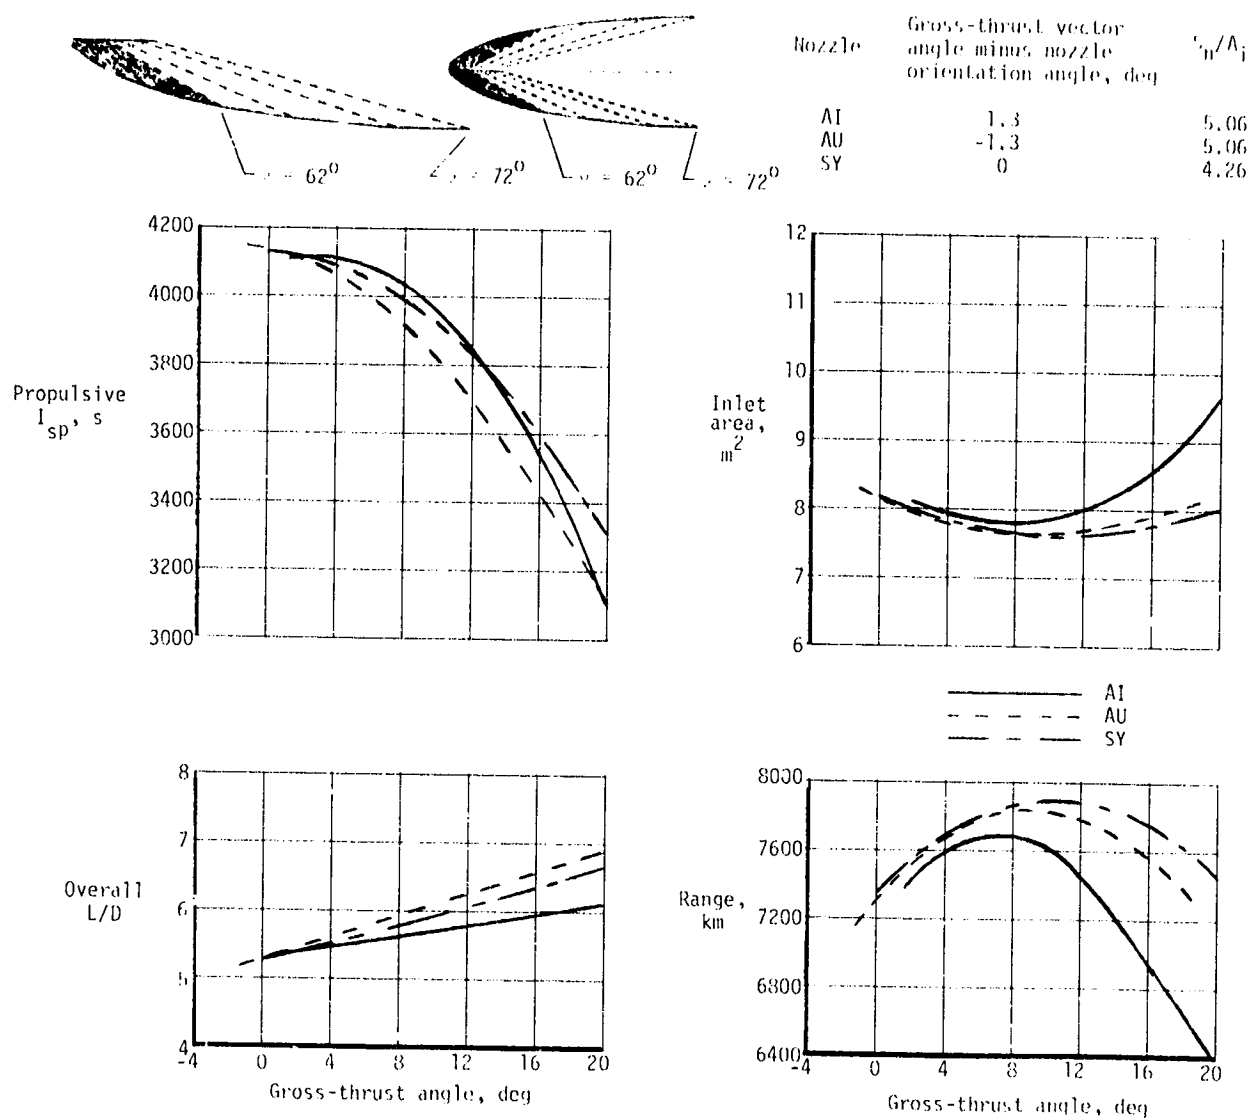 Nozzle
Gross-thrust vector
angle minus nozzle
orientation angle, deg
AI 1.3 5.06
AU -1.3 5.06
SY 0 4.26
= 62⁰
= 72⁰
= 62⁰
= 72⁰
4200
4000
3800
3600
3400
3200
3000
Propulsive
I_sp, s
12
11
10
9
8
7
6
Inlet
area,
m²
AI
AU
SY
8
7
6
5
4
Overall
L/D
-4 0 4 8 12 16 20
Gross-thrust angle, deg
8000
7600
7200
6800
6400
Range,
km
-4 0 4 8 12 16 20
Gross-thrust angle, deg